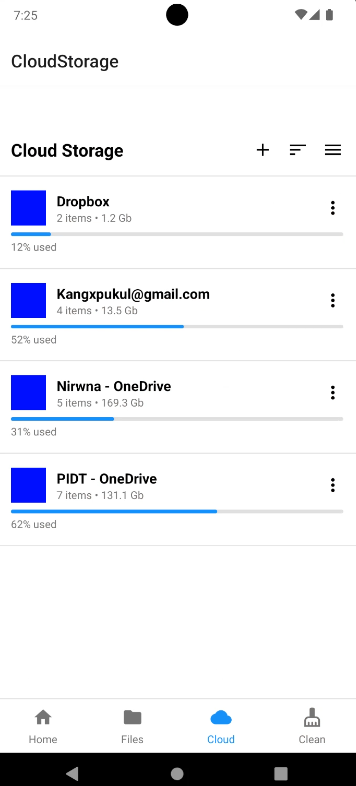 7:25
CloudStorage
Cloud Storage
Dropbox
2 items • 1.2 Gb
12% used
Kangxpukul@gmail.com
4 items • 13.5 Gb
52% used
Nirwna - OneDrive
5 items • 169.3 Gb
31% used
PIDT - OneDrive
7 items • 131.1 Gb
62% used
Home Files Cloud Clean